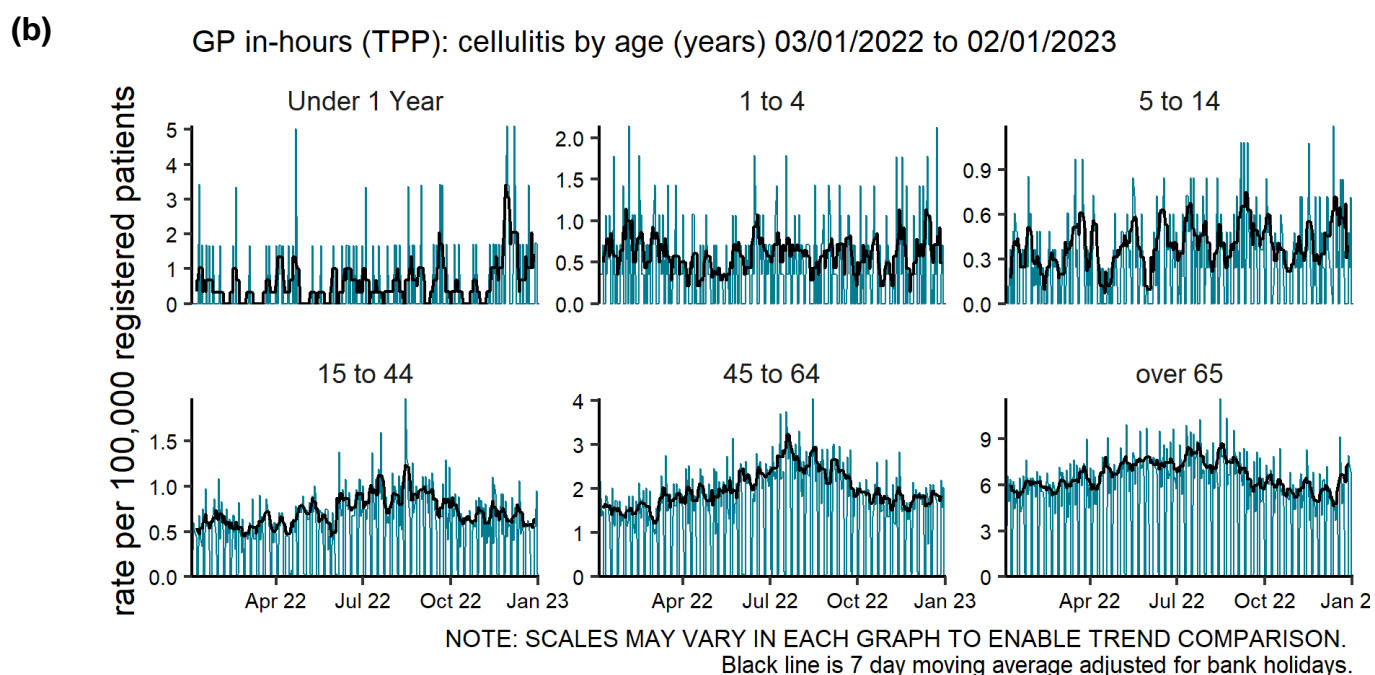 (b)
GP in-hours (TPP): cellulitis by age (years) 03/01/2022 to 02/01/2023
rate per 100,000 registered patients
Under 1 Year
5
4
3
2
1
0
1 to 4
2.0
1.5
1.0
0.5
0.0
5 to 14
0.9
0.6
0.3
0.0
15 to 44
1.5
1.0
0.5
0.0
Apr 22 Jul 22 Oct 22 Jan 23
45 to 64
4
3
2
1
0
Apr 22 Jul 22 Oct 22 Jan 23
over 65
9
6
3
0
Apr 22 Jul 22 Oct 22 Jan 2
NOTE: SCALES MAY VARY IN EACH GRAPH TO ENABLE TREND COMPARISON.
Black line is 7 day moving average adjusted for bank holidays.